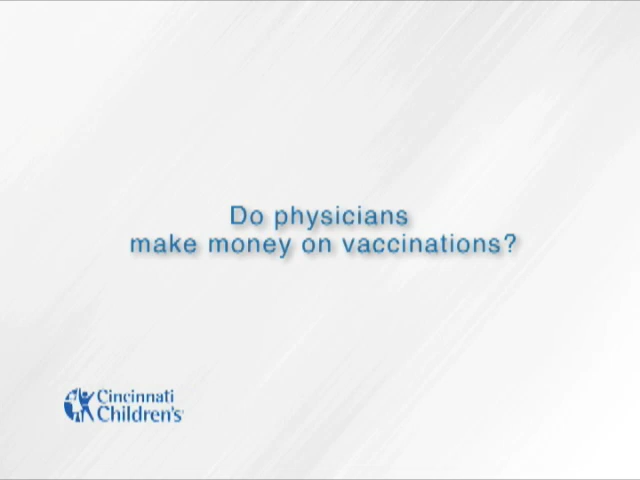 Do physicians
make money on vaccinations?
Cincinnati
Children's